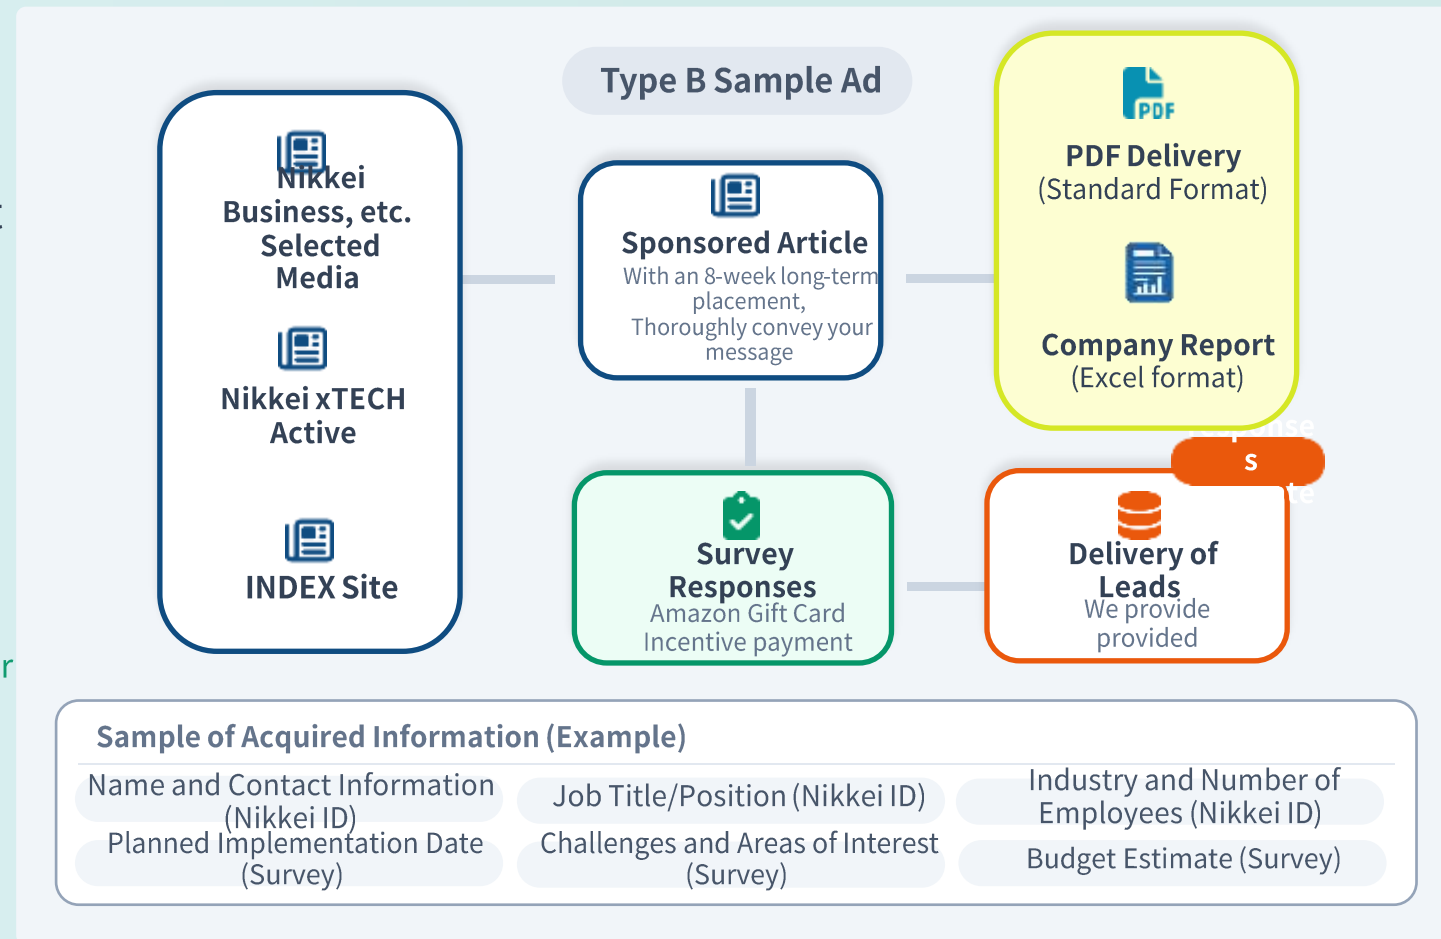 Type B Sample Ad
Nikkei
Business, etc.
Selected
Media
Nikkei xTECH
Active
INDEX Site
Sponsored Article
With an 8-week long-term
placement,
Thoroughly convey your
message
PDF Delivery
(Standard Format)
Company Report
(Excel format)
Survey
Responses
Amazon Gift Card
Incentive payment
s
Delivery of
Leads
We provide
provided
Sample of Acquired Information (Example)
Name and Contact Information
(Nikkei ID)
Job Title/Position (Nikkei ID)
Industry and Number of
Employees (Nikkei ID)
Planned Implementation Date
(Survey)
Challenges and Areas of Interest
(Survey)
Budget Estimate (Survey)